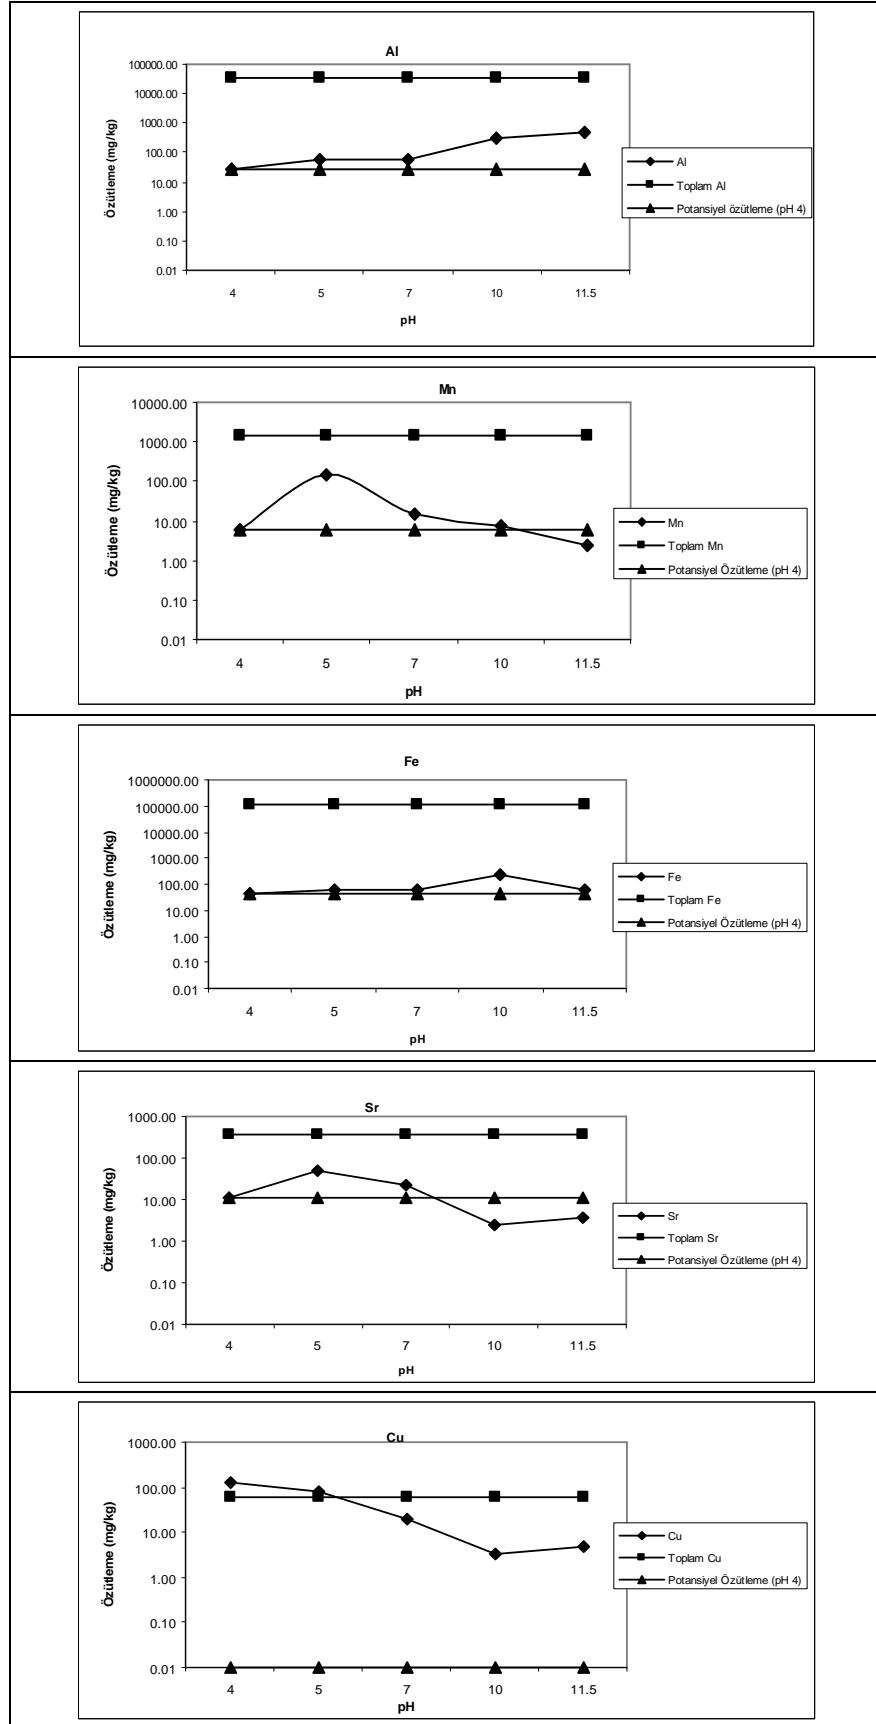 Al
100000.00
10000.00
1000.00
100.00
10.00
1.00
0.10
0.01
Özütleme (mg/kg)
4 5 7 10 11.5
pH
Al
Toplam Al
Potansiyel özütleme (pH 4)
Mn
10000.00
1000.00
100.00
10.00
1.00
0.10
0.01
Özütleme (mg/kg)
4 5 7 10 11.5
pH
Mn
Toplam Mn
Potansiyel Özütleme (pH 4)
Fe
1000000.00
100000.00
10000.00
1000.00
100.00
10.00
1.00
0.10
0.01
Özütleme (mg/kg)
4 5 7 10 11.5
pH
Fe
Toplam Fe
Potansiyel Özütleme (pH 4)
Sr
1000.00
100.00
10.00
1.00
0.10
0.01
Özütleme (mg/kg)
4 5 7 10 11.5
pH
Sr
Toplam Sr
Potansiyel Özütleme (pH 4)
Cu
1000.00
100.00
10.00
1.00
0.10
0.01
Özütleme (mg/kg)
4 5 7 10 11.5
pH
Cu
Toplam Cu
Potansiyel Özütleme (pH 4)